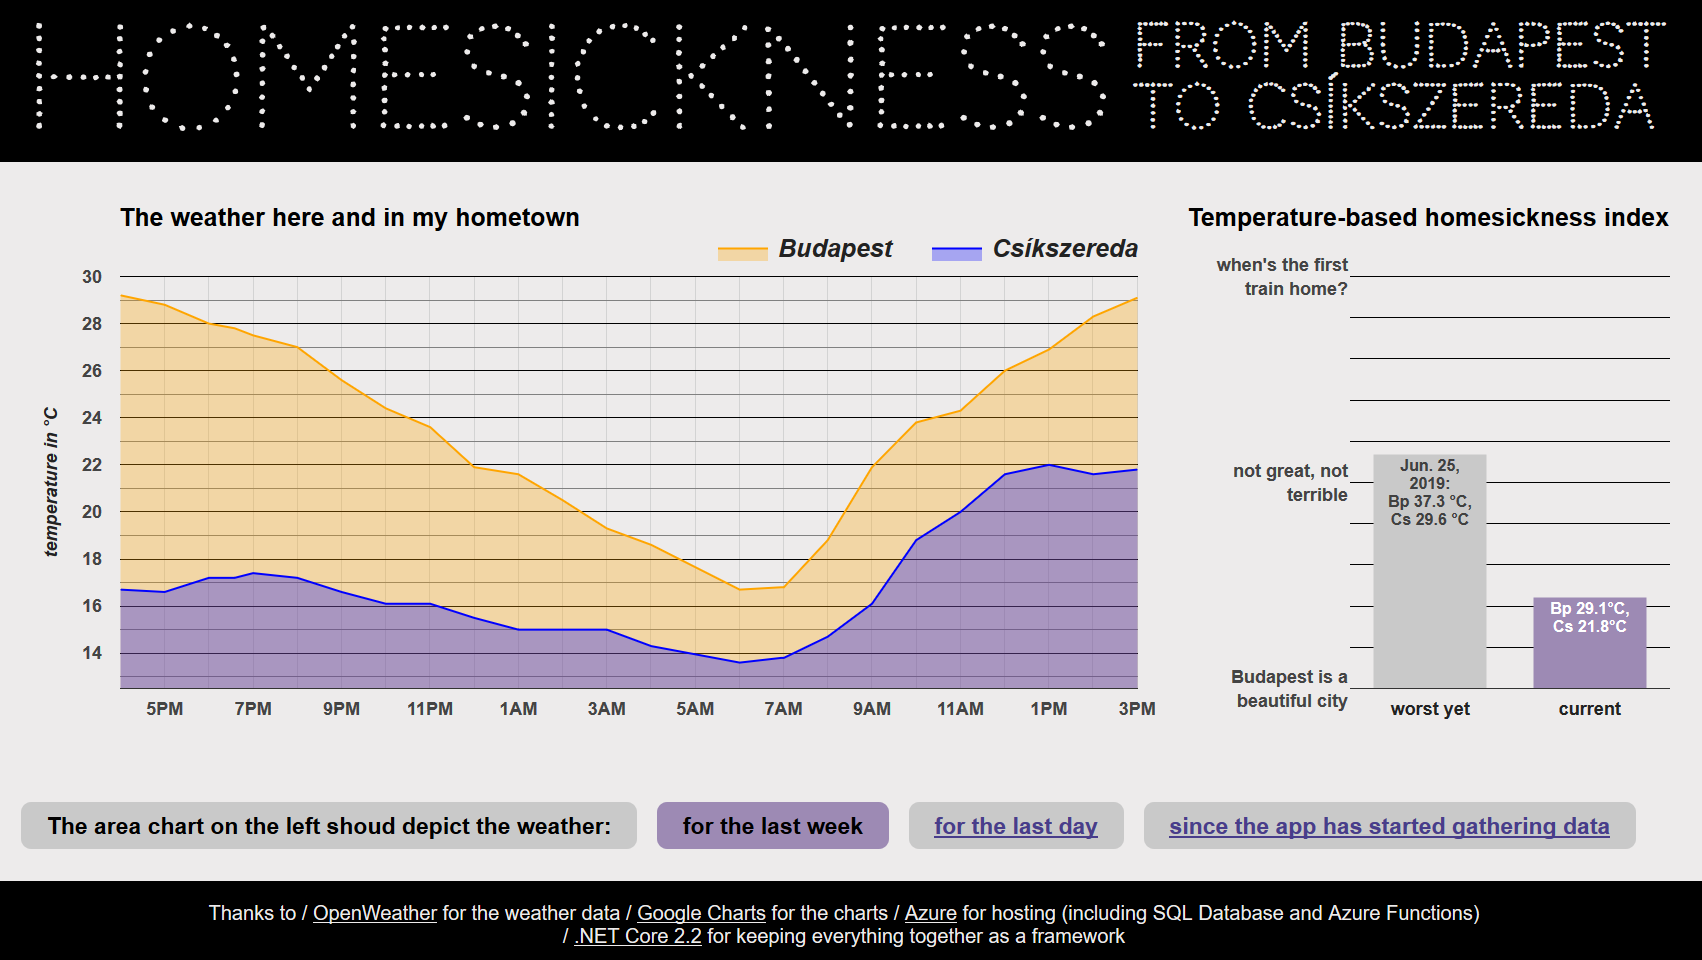 HOMESICKNESS
FROM BUDAPEST
TO CSÍKSZEREDA
The weather here and in my hometown
Budapest
Csíkszereda
temperature in °C
30
28
26
24
22
20
18
16
14
5PM
7PM
9PM
11PM
1AM
3AM
5AM
7AM
9AM
11AM
1PM
3PM
Temperature-based homesickness index
when's the first
train home?
not great, not
terrible
Budapest is a
beautiful city
Jun. 25,
2019:
Bp 37.3 °C,
Cs 29.6 °C
Bp 29.1°C,
Cs 21.8°C
worst yet
current
The area chart on the left shoud depict the weather:
for the last week
for the last day
since the app has started gathering data
Thanks to / OpenWeather for the weather data / Google Charts for the charts / Azure for hosting (including SQL Database and Azure Functions)
/ .NET Core 2.2 for keeping everything together as a framework